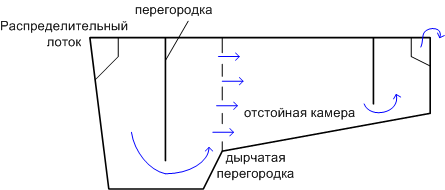 перегородка
Распределительный
лоток
отстойная камера
дырчатая
перегородка